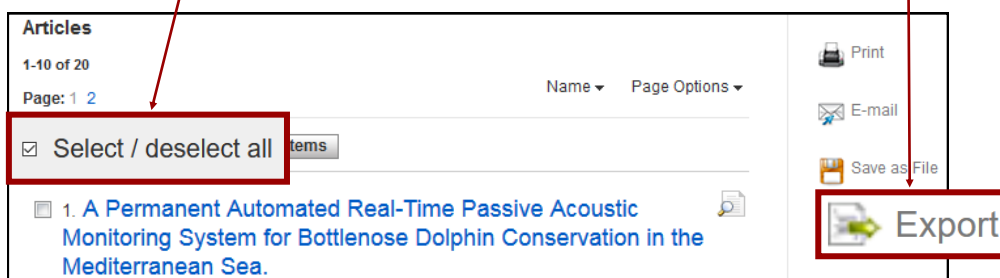 Articles
1-10 of 20
Page: 1 2
Name Page Options
Select / deselect all
1. A Permanent Automated Real-Time Passive Acoustic
Monitoring System for Bottlenose Dolphin Conservation in the
Mediterranean Sea.
Print
E-mail
Save as File
Export